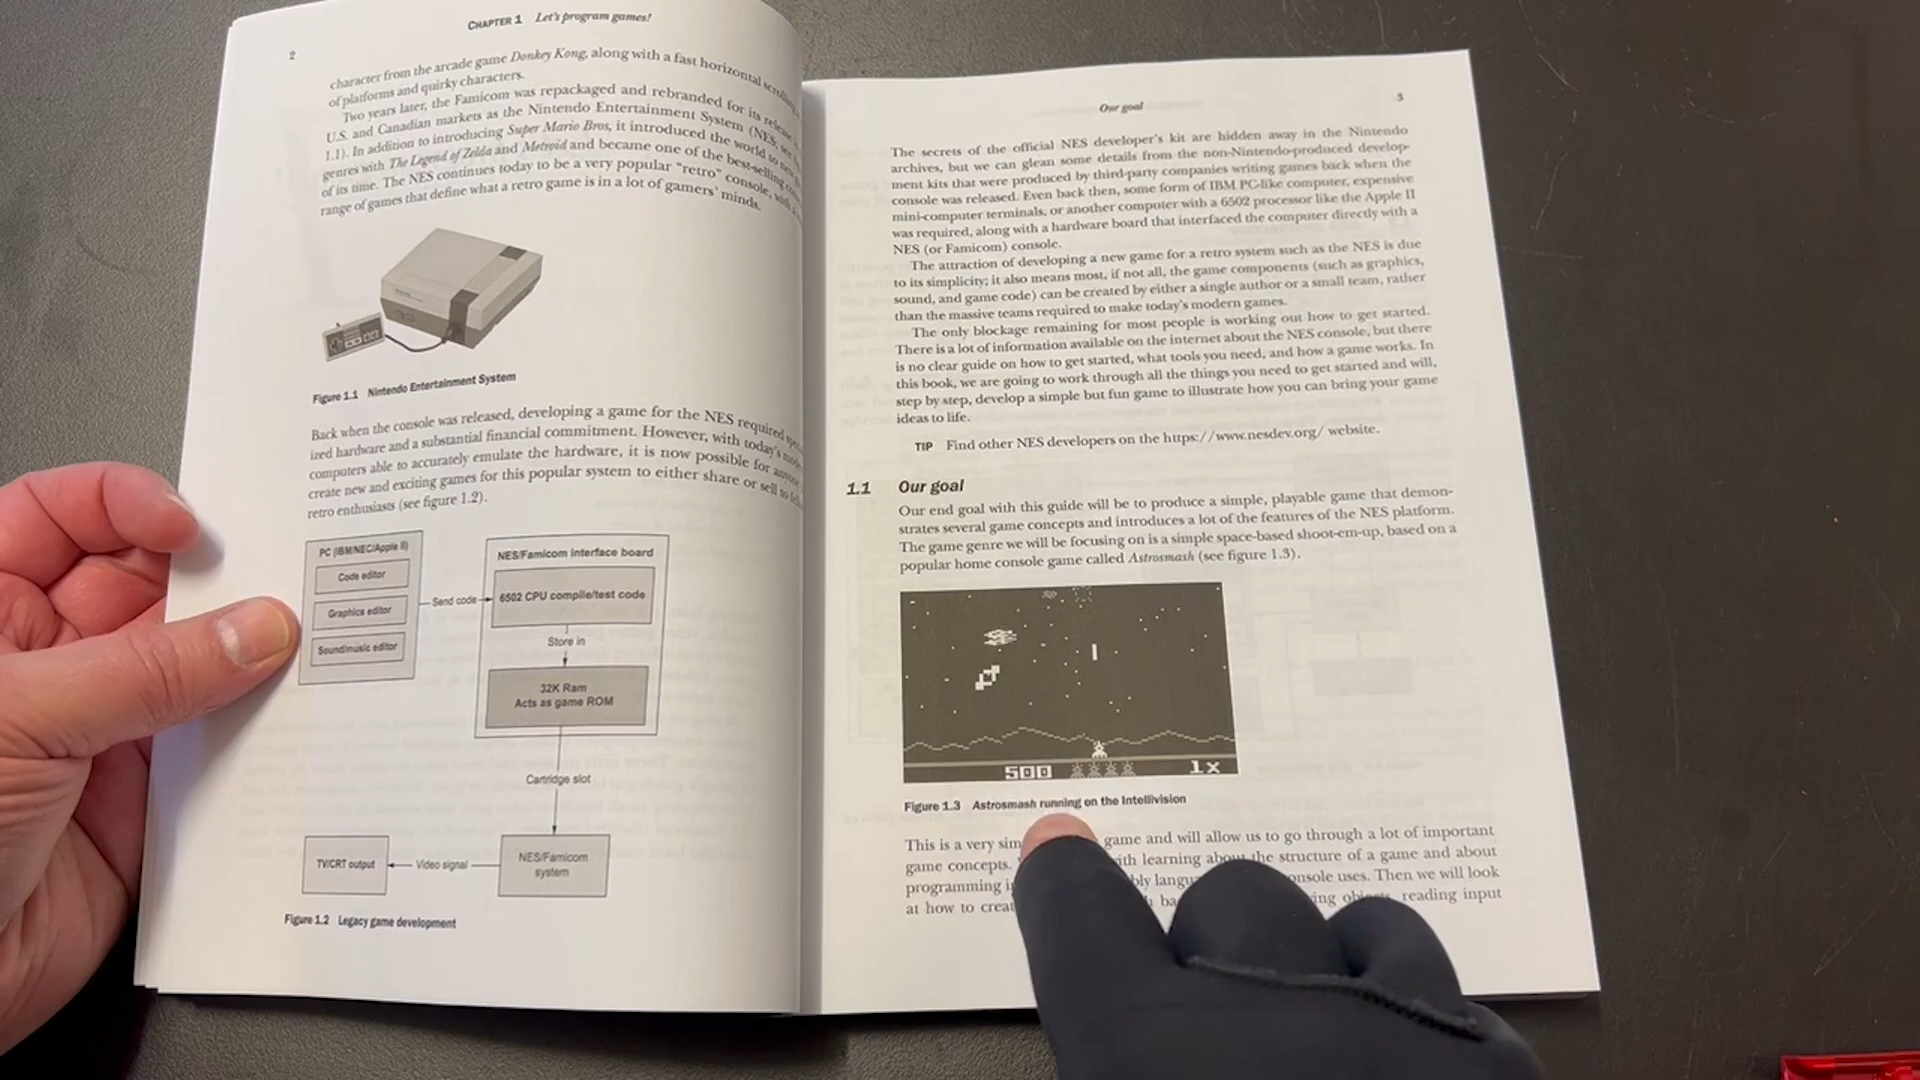 2
CHAPTER 1 Let's program games!
character from the arcade game Donkey Kong, along with a fast horizontal
of platforms and quirky characters.
Two years later, the Famicom was repackaged and rebranded for its release
U.S. and Canadian markets as the Nintendo Entertainment System (NES; see
1.1). In addition to introducing Super Mario Bros, it introduced the world to
genres with The Legend of Zelda and Metroid and became one of the best-selling
of its time. The NES continues today to be a very popular "retro" console, with a
range of games that define what a retro game is in a lot of gamers' minds.
Figure 1.1 Nintendo Entertainment System
Back when the console was released, developing a game for the NES required
ized hardware and a substantial financial commitment. However, with today's
computers able to accurately emulate the hardware, it is now possible for
create new and exciting games for this popular system to either share or sell to
retro enthusiasts (see figure 1.2).
PC (IBM/NEC/Apple II)
Code editor
Graphics editor
Sound/music editor
Send code
NES/Famicom interface board
6502 CPU compile/test code
Store in
32K Ram
Acts as game ROM
Cartridge slot
TV/CRT output
Video signal
NES/Famicom
system
Figure 1.2 Legacy game development
Our goal
3
The secrets of the official NES developer's kit are hidden away in the Nintendo
archives, but we can glean some details from the non-Nintendo-produced develop-
ment kits that were produced by third-party companies writing games back when the
console was released. Even back then, some form of IBM PC-like computer, expensive
mini-computer terminals, or another computer with a 6502 processor like the Apple II
was required, along with a hardware board that interfaced the computer directly with a
NES (or Famicom) console.
The attraction of developing a new game for a retro system such as the NES is due
to its simplicity; it also means most, if not all, the game components (such as graphics,
sound, and game code) can be created by either a single author or a small team, rather
than the massive teams required to make today's modern games.
The only blockage remaining for most people is working out how to get started.
There is a lot of information available on the internet about the NES console, but there
is no clear guide on how to get started, what tools you need, and how a game works. In
this book, we are going to work through all the things you need to get started and will,
step by step, develop a simple but fun game to illustrate how you can bring your game
ideas to life.
TIP Find other NES developers on the https://www.nesdev.org/ website.
1.1 Our goal
Our end goal with this guide will be to produce a simple, playable game that demon-
strates several game concepts and introduces a lot of the features of the NES platform.
The game genre we will be focusing on is a simple space-based shoot-em-up, based on a
popular home console game called Astrosmash (see figure 1.3).
500 1x
Figure 1.3 Astrosmash running on the Intellivision
This is a very game and will allow us to go through a lot of important
game concepts. learning about the structure of a game and about
programming console uses. Then we will look
at how to reading input